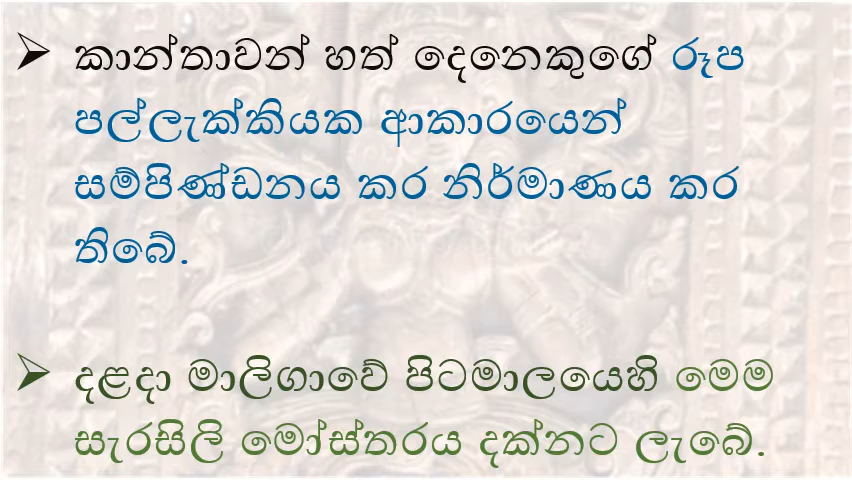 ➢ කාන්තාවන් හත් දෙනෙකුගේ රූප
පල්ලැක්කියක ආකාරයෙන්
සම්පිණ්ඩනය කර නිර්මාණය කර
තිබේ.
➢ දළදා මාලිගාවේ පිටමාලයෙහි මෙම
සැරසිලි මෝස්තරය දක්නට ලැබේ.